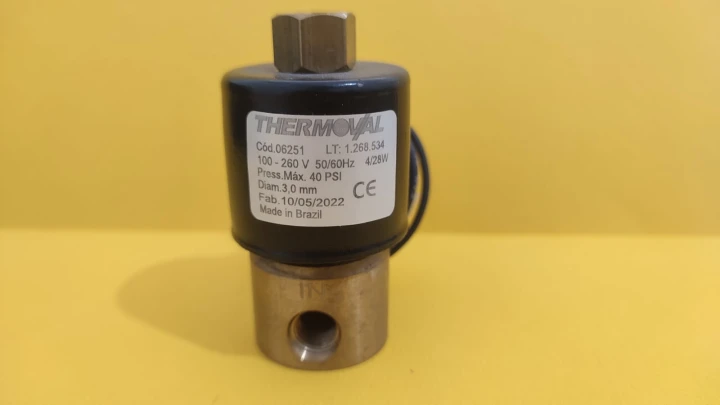 THERMOVAL
Cód.06251 LT: 1.268.534
100 - 260 V 50/60Hz 4/28W
Press.Máx. 40 PSI
Diam.3,0 mm
CE
Fab.10/05/2022
Made in Brazil
IN